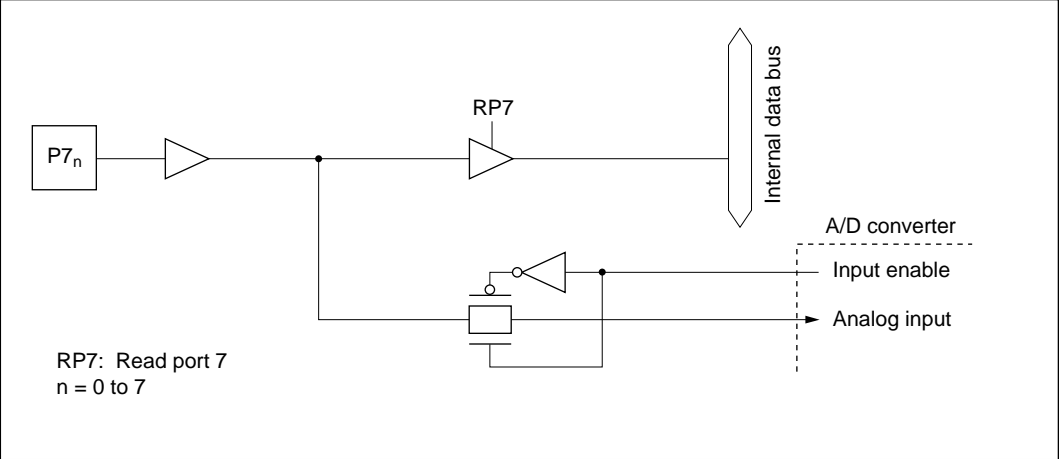 RP7
P7n
Internal data bus
A/D converter
Input enable
Analog input
RP7: Read port 7
n = 0 to 7